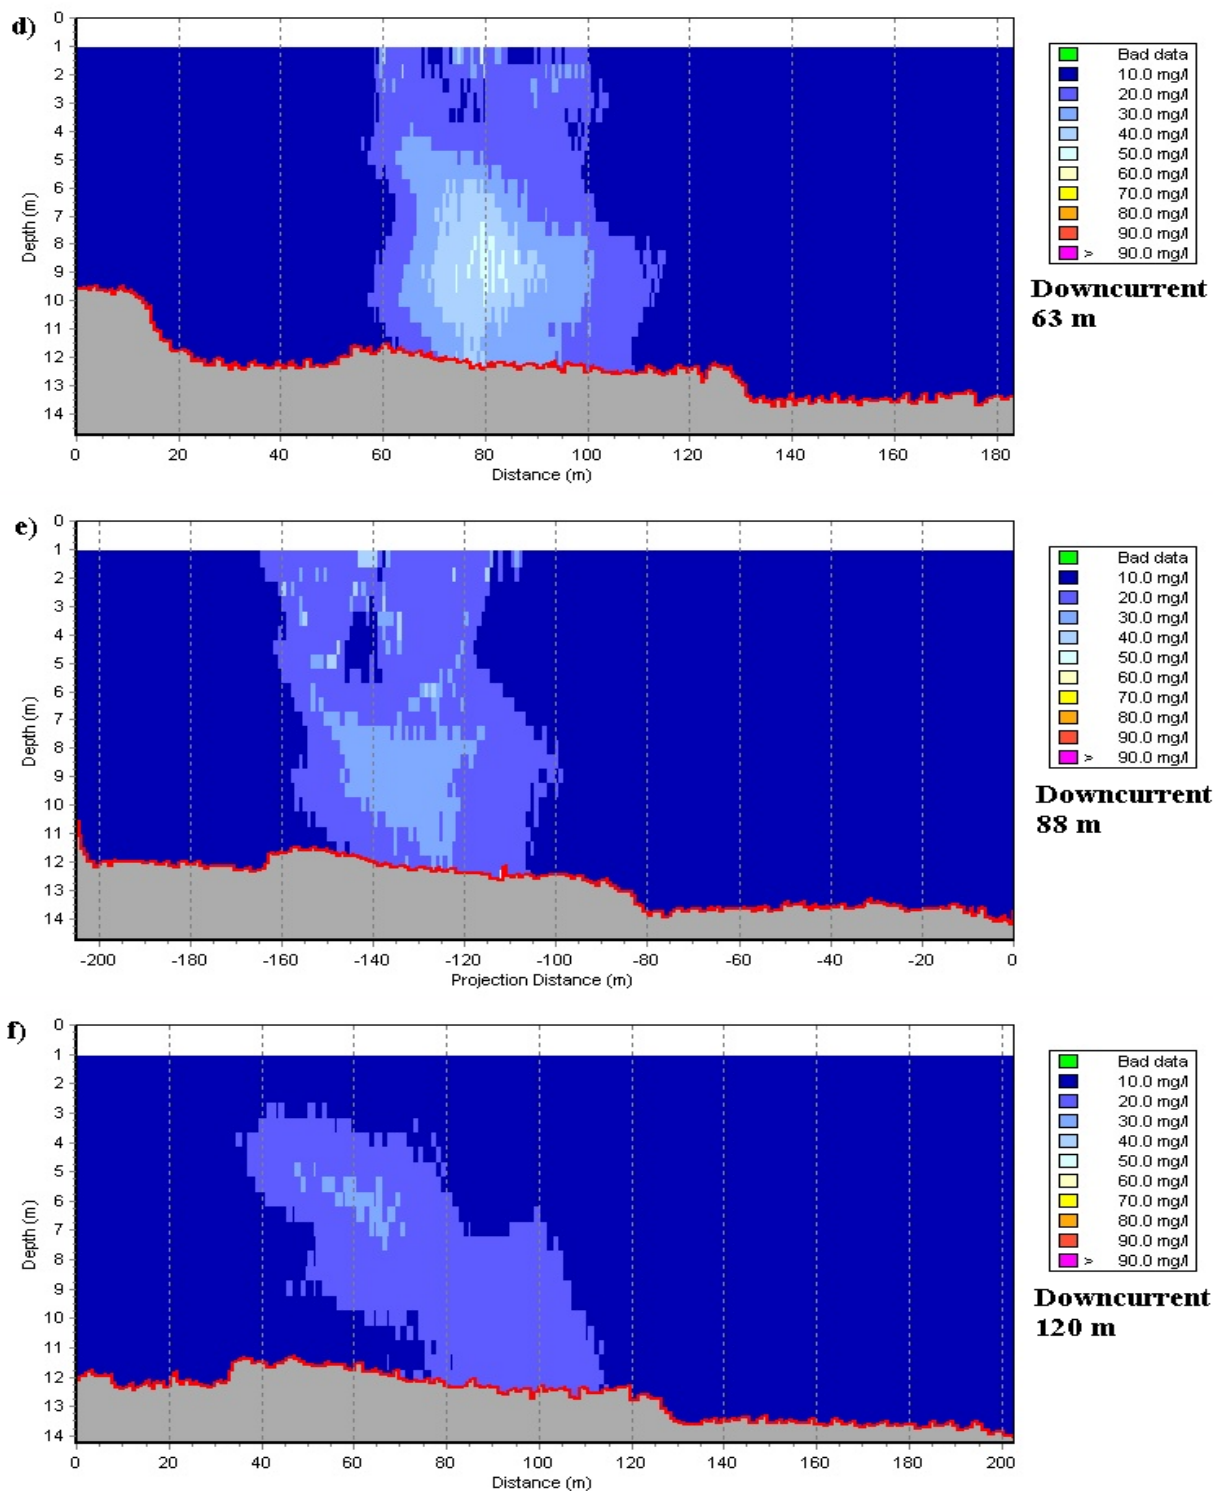 d)
0
1
2
3
4
5
6
7
8
9
10
11
12
13
14
Depth (m)
0 20 40 60 80 100 120 140 160 180
Distance (m)
Bad data
10.0 mg/l
20.0 mg/l
30.0 mg/l
40.0 mg/l
50.0 mg/l
60.0 mg/l
70.0 mg/l
80.0 mg/l
90.0 mg/l
> 90.0 mg/l
Downcurrent
63 m
e)
0
1
2
3
4
5
6
7
8
9
10
11
12
13
14
Depth (m)
-200 -180 -160 -140 -120 -100 -80 -60 -40 -20 0
Projection Distance (m)
Bad data
10.0 mg/l
20.0 mg/l
30.0 mg/l
40.0 mg/l
50.0 mg/l
60.0 mg/l
70.0 mg/l
80.0 mg/l
90.0 mg/l
> 90.0 mg/l
Downcurrent
88 m
f)
0
1
2
3
4
5
6
7
8
9
10
11
12
13
14
Depth (m)
0 20 40 60 80 100 120 140 160 180 200
Distance (m)
Bad data
10.0 mg/l
20.0 mg/l
30.0 mg/l
40.0 mg/l
50.0 mg/l
60.0 mg/l
70.0 mg/l
80.0 mg/l
90.0 mg/l
> 90.0 mg/l
Downcurrent
120 m